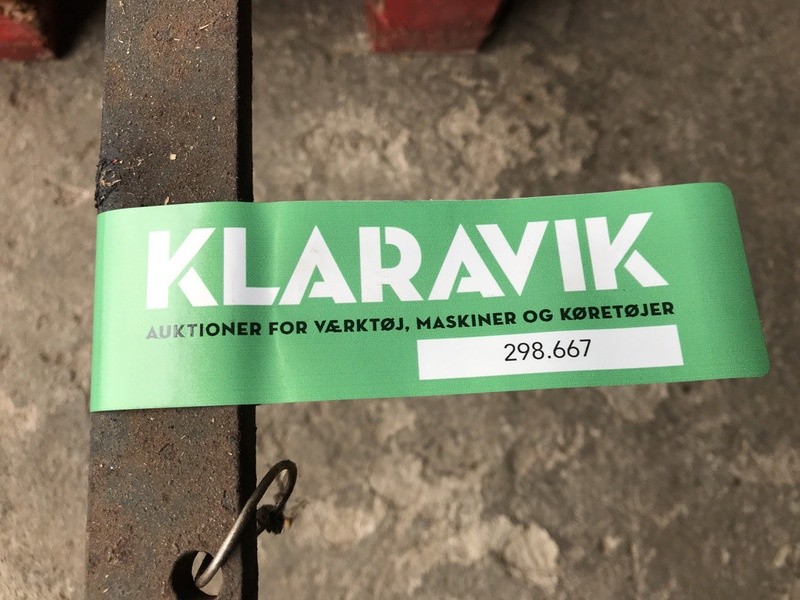 KLARAVIK
AUKTIONER FOR VÆRKTØJ, MASKINER OG KØRETØJER
298.667